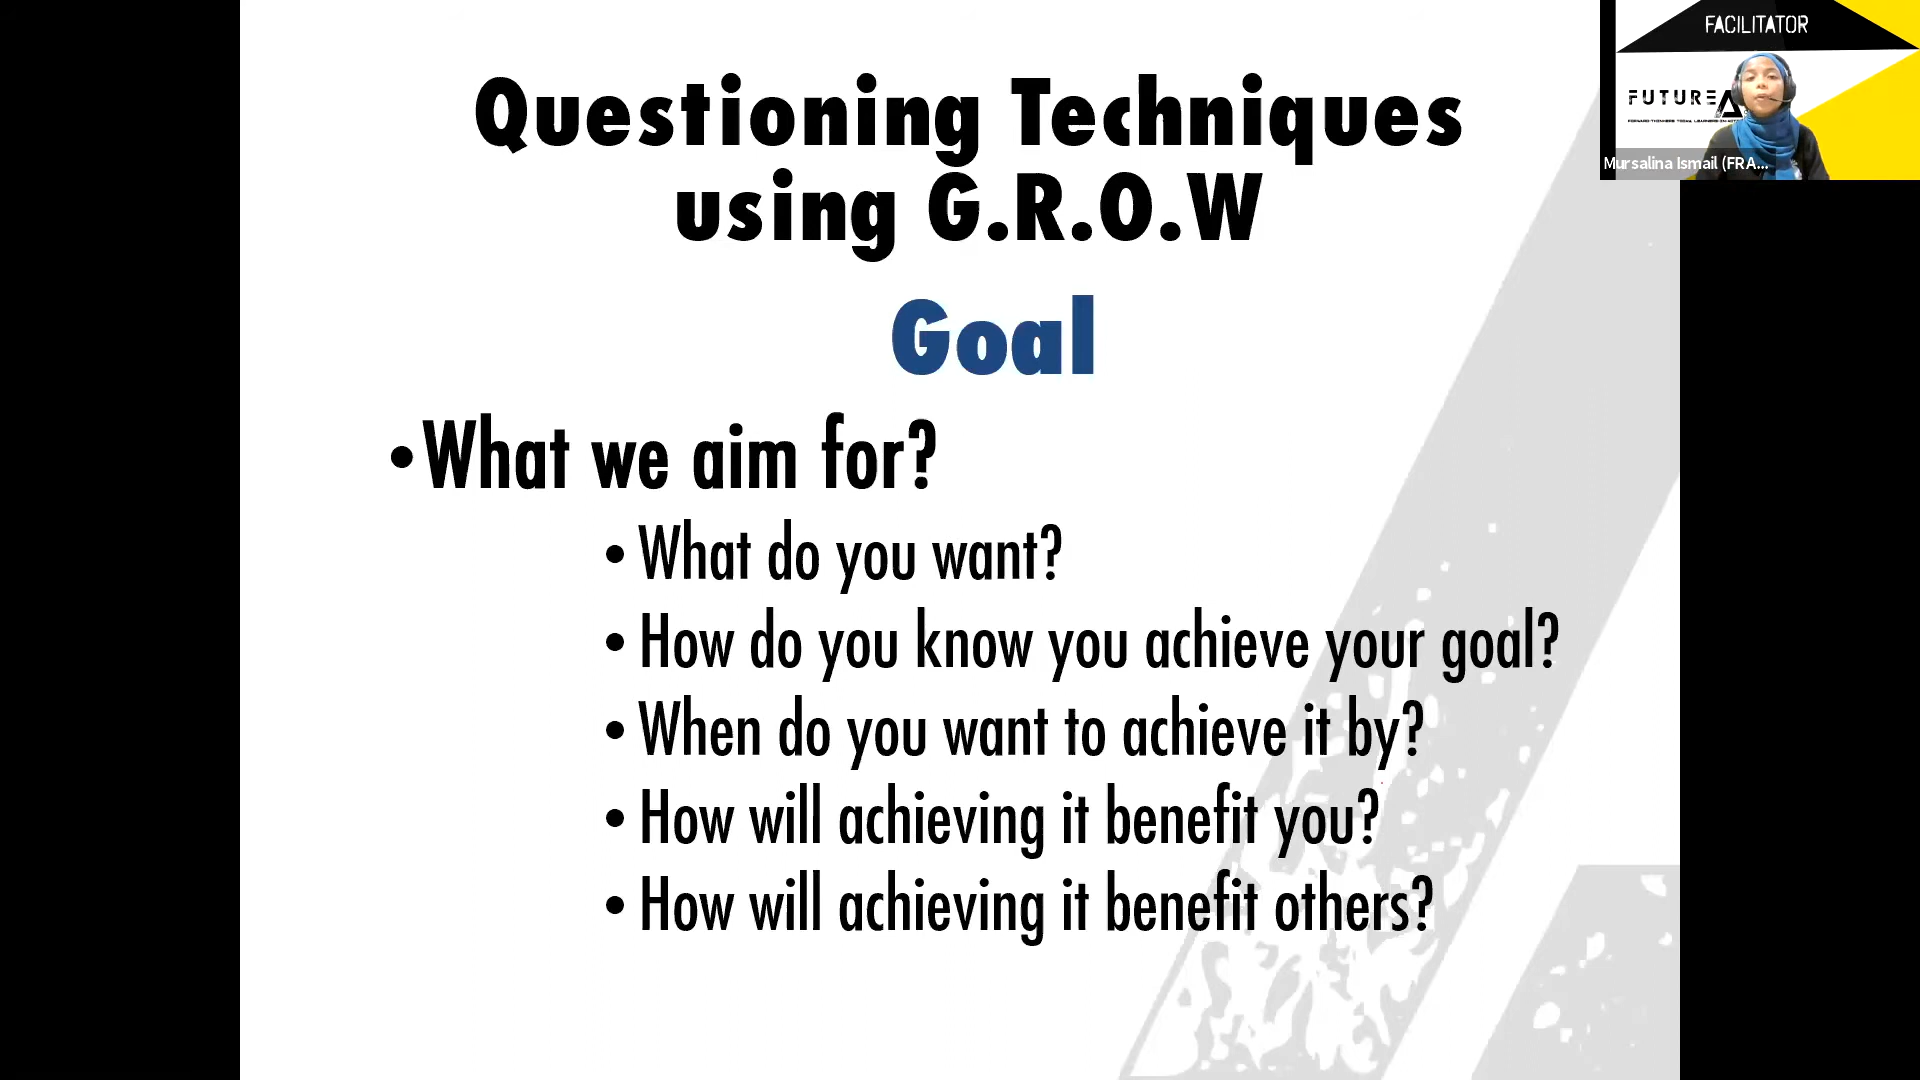 Questioning Techniques
using G.R.O.W
Goal
•What we aim for?
• What do you want?
• How do you know you achieve your goal?
• When do you want to achieve it by?
• How will achieving it benefit you?
• How will achieving it benefit others?
FACILITATOR
FUTURE
Mursalina Ismail (FRA...